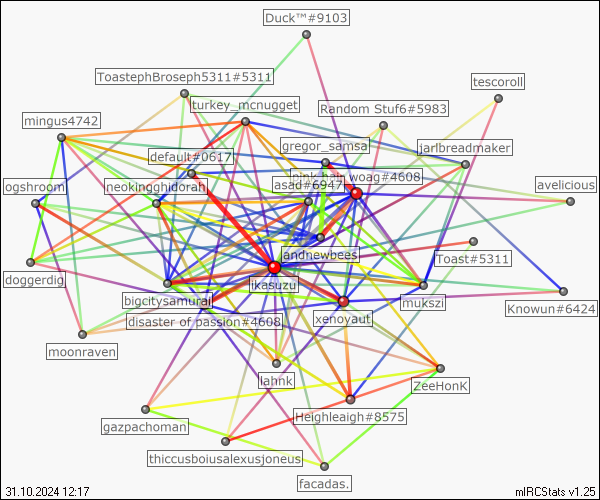 Duck™#9103
ToastephBroseph5311#5311
tescoroll
turkey_mcnugget
Random Stuf6#5983
mingus4742
gregor_samsa
jarlbreadmaker
default#0617
woag#4608
asad#6947
ogshroom
neokingghidorah
avelicious
andnewbees
Toast#5311
doggerdig
ikasuzu
bigcitysamurai
mukszi
Knowun#6424
disaster of passion#4608
xenoyaut
moonraven
lahnk
ZeeHonK
Heighleaigh#8575
gazpachoman
thiccusboiusalexusjoneus
facadas.
31.10.2024 12:17
mIRCStats v1.25